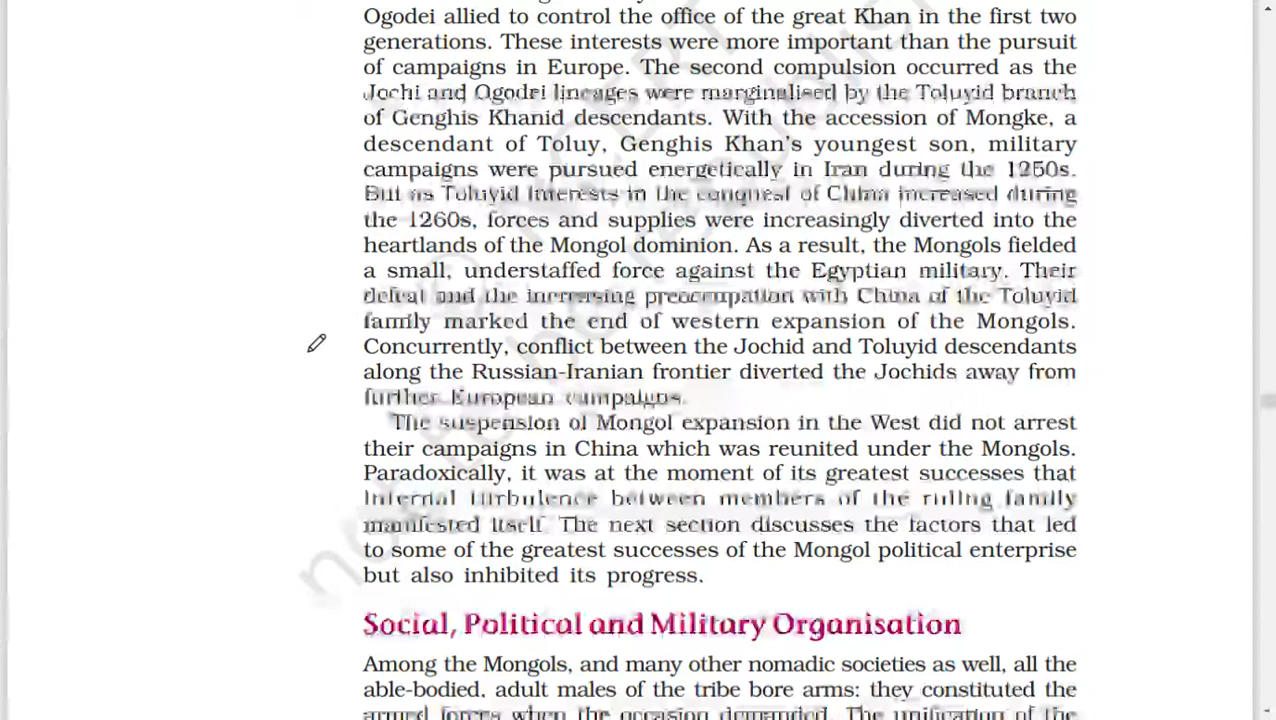 Ogodei allied to control the office of the great Khan in the first two
generations. These interests were more important than the pursuit
of campaigns in Europe. The second compulsion occurred as the
Jochi and Ogodei lineages were marginalised by the Toluyid branch
of Genghis Khanid descendants. With the accession of Mongke, a
descendant of Toluy, Genghis Khan's youngest son, military
campaigns were pursued energetically in Iran during the 1250s.
But as Toluyid interests in the conquest of China increased during
the 1260s, forces and supplies were increasingly diverted into the
heartlands of the Mongol dominion. As a result, the Mongols fielded
a small, understaffed force against the Egyptian military. Their
defeat and the increasing preoccupation with China of the Toluyid
family marked the end of western expansion of the Mongols.
Concurrently, conflict between the Jochid and Toluyid descendants
along the Russian-Iranian frontier diverted the Jochids away from
further European campaigns.
The suspension of Mongol expansion in the West did not arrest
their campaigns in China which was reunited under the Mongols.
Paradoxically, it was at the moment of its greatest successes that
internal turbulence between members of the ruling family
manifested itself. The next section discusses the factors that led
to some of the greatest successes of the Mongol political enterprise
but also inhibited its progress.
Social, Political and Military Organisation
Among the Mongols, and many other nomadic societies as well, all the
able-bodied, adult males of the tribe bore arms: they constituted the
armed forces when the occasion demanded. The unification of the